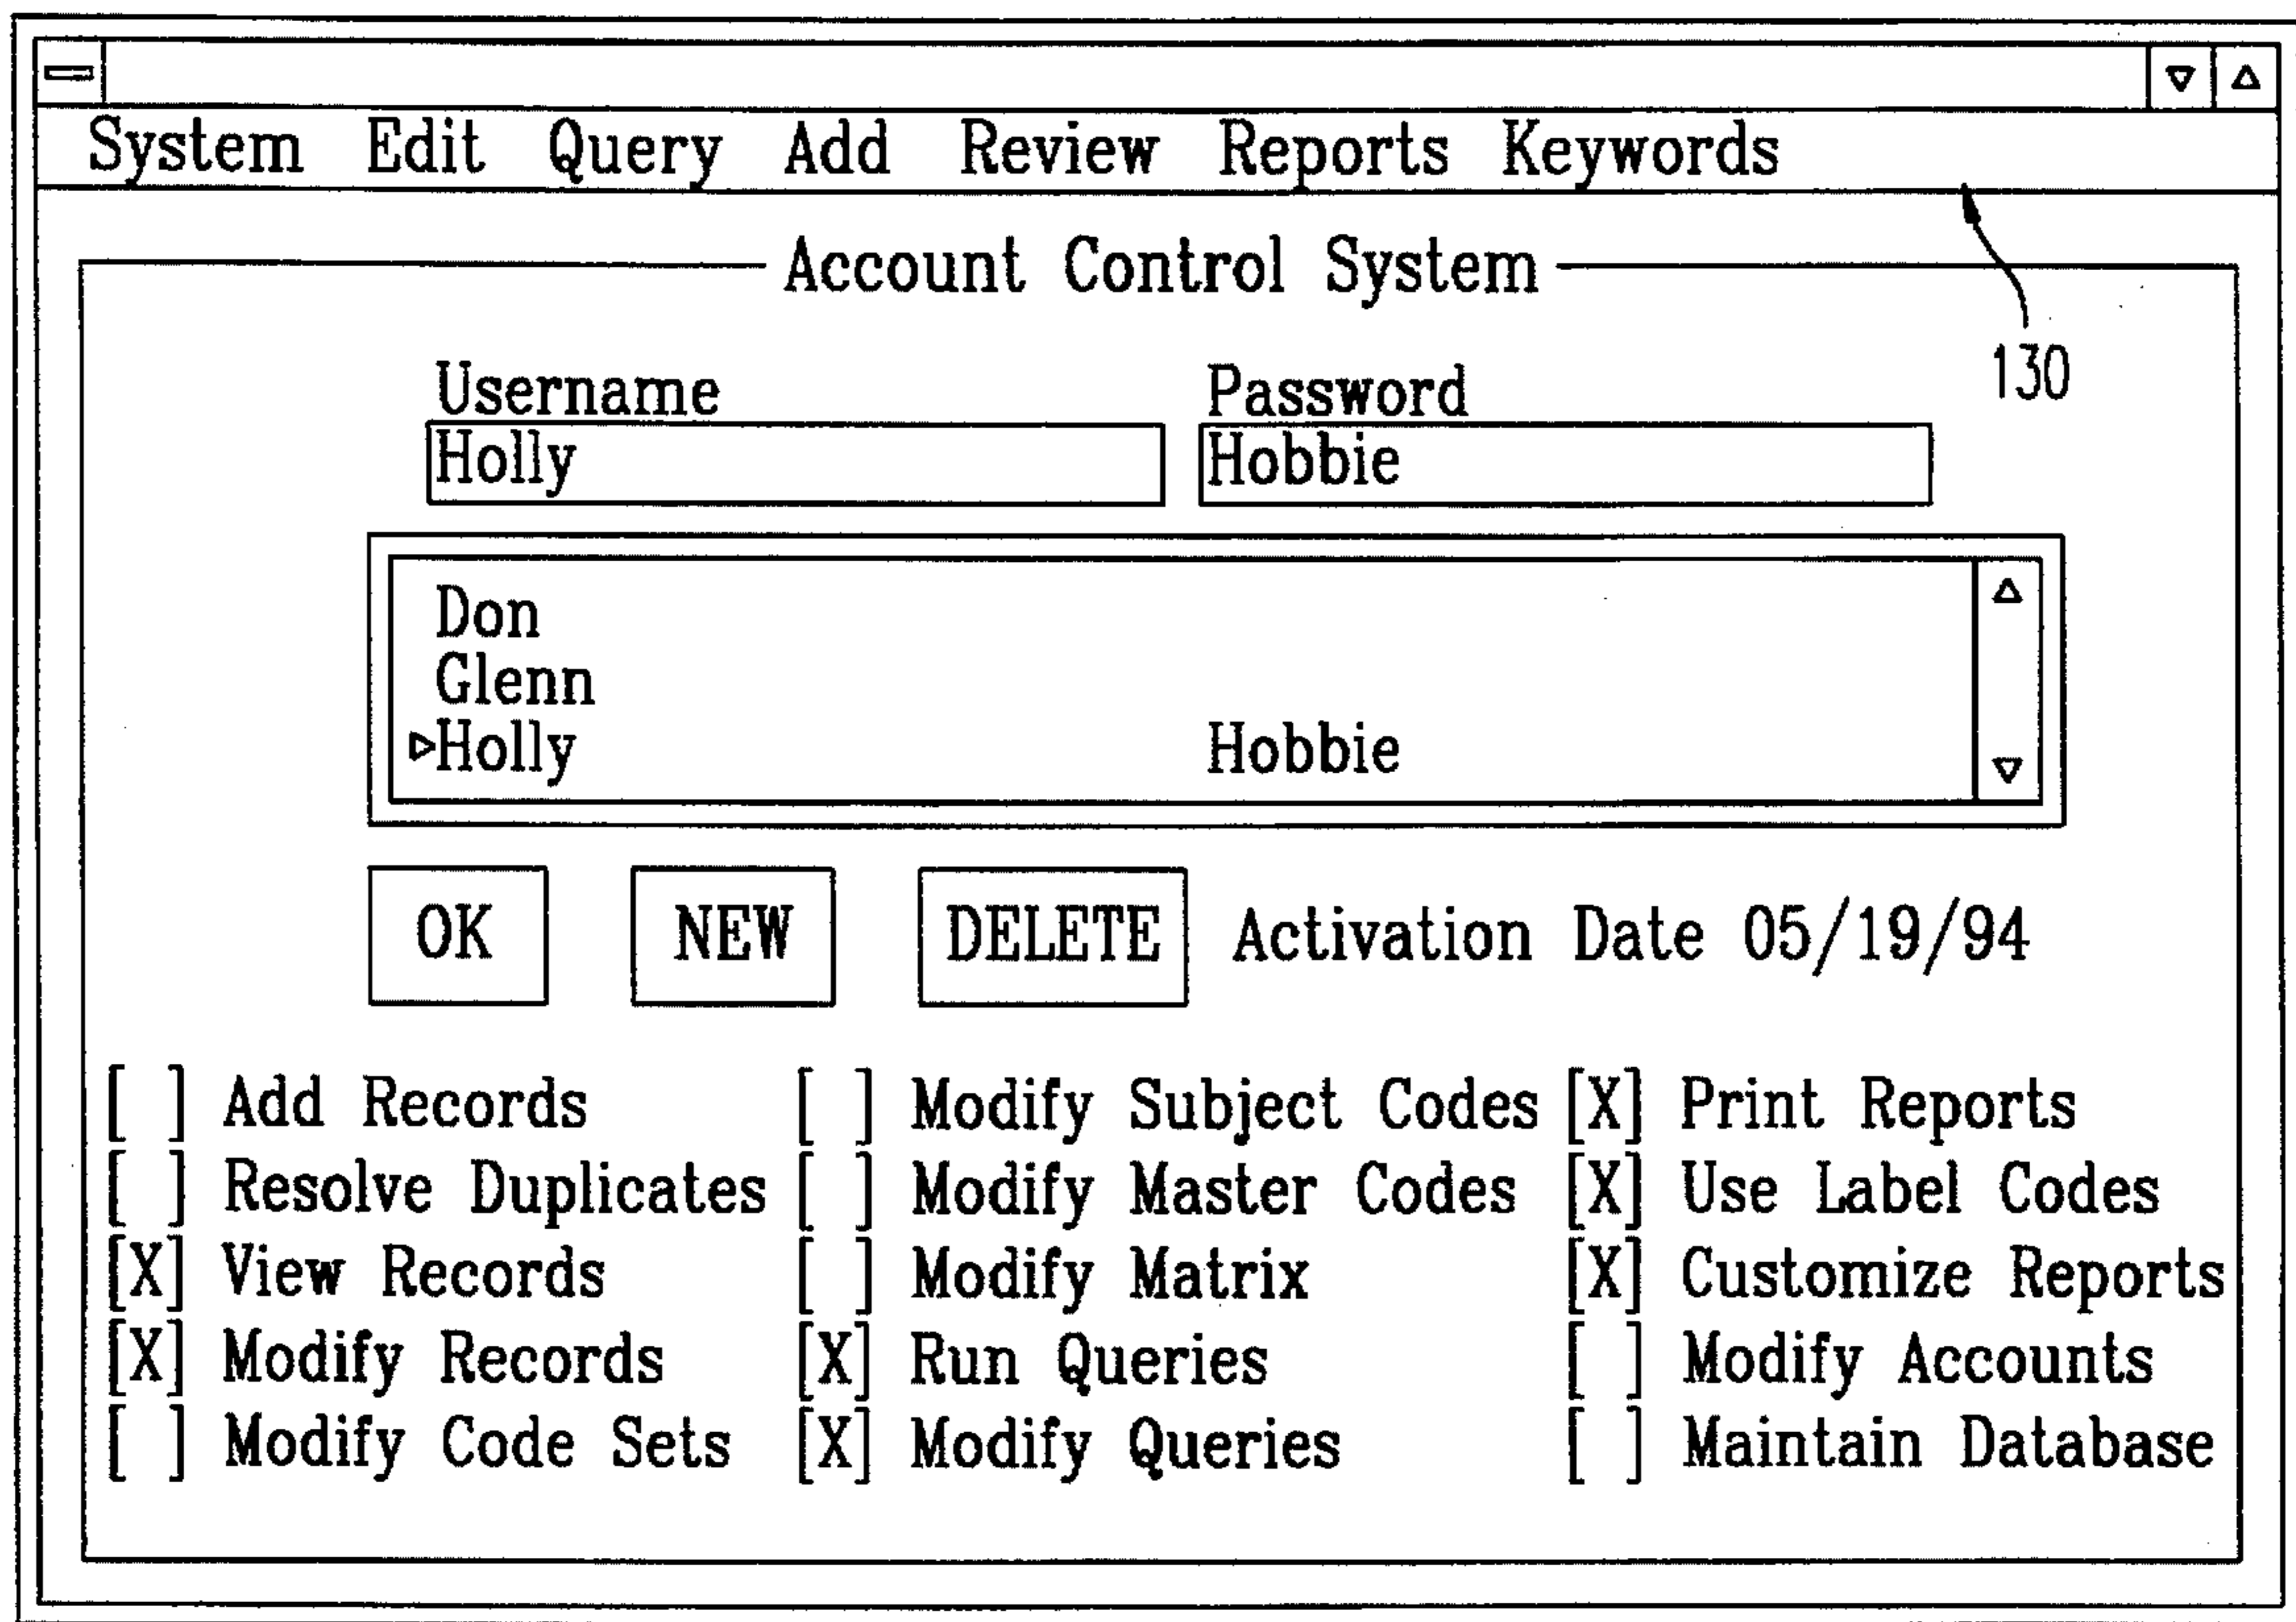 System Edit Query Add Review Reports Keywords
Account Control System
130
Username Password
Holly Hobbie
Don
Glenn
Holly Hobbie
OK NEW DELETE Activation Date 05/19/94
[ ] Add Records [ ] Modify Subject Codes [X] Print Reports
[ ] Resolve Duplicates [ ] Modify Master Codes [X] Use Label Codes
[X] View Records [ ] Modify Matrix [X] Customize Reports
[X] Modify Records [X] Run Queries [ ] Modify Accounts
[ ] Modify Code Sets [X] Modify Queries [ ] Maintain Database